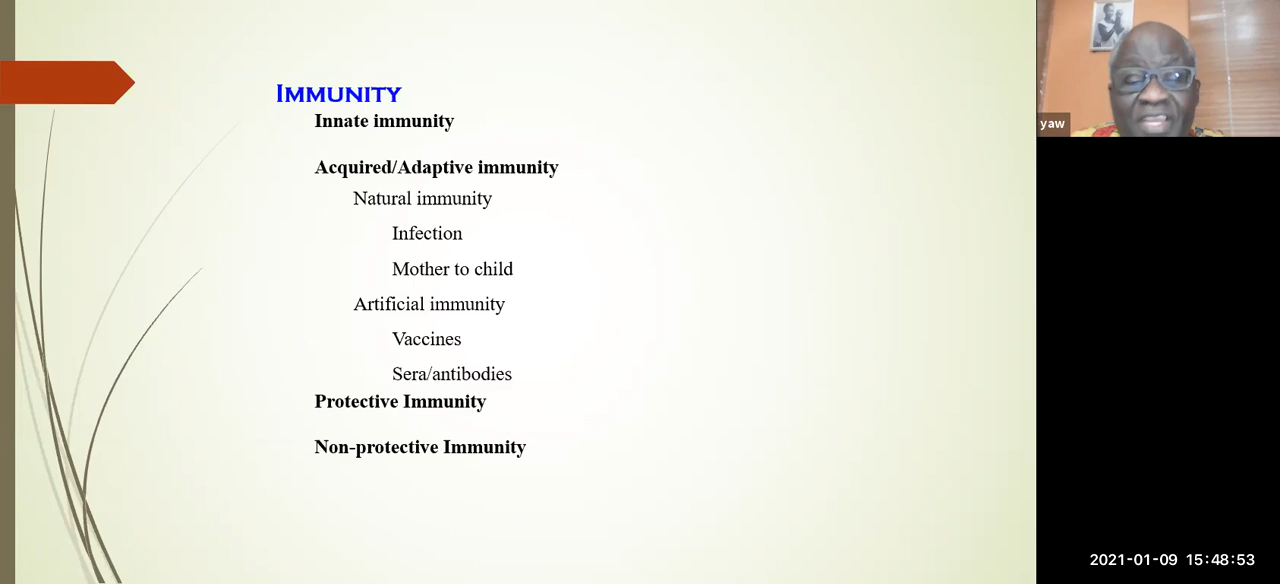 Immunity
Innate immunity
Acquired/Adaptive immunity
Natural immunity
Infection
Mother to child
Artificial immunity
Vaccines
Sera/antibodies
Protective Immunity
Non-protective Immunity
yaw
2021-01-09 15:48:53